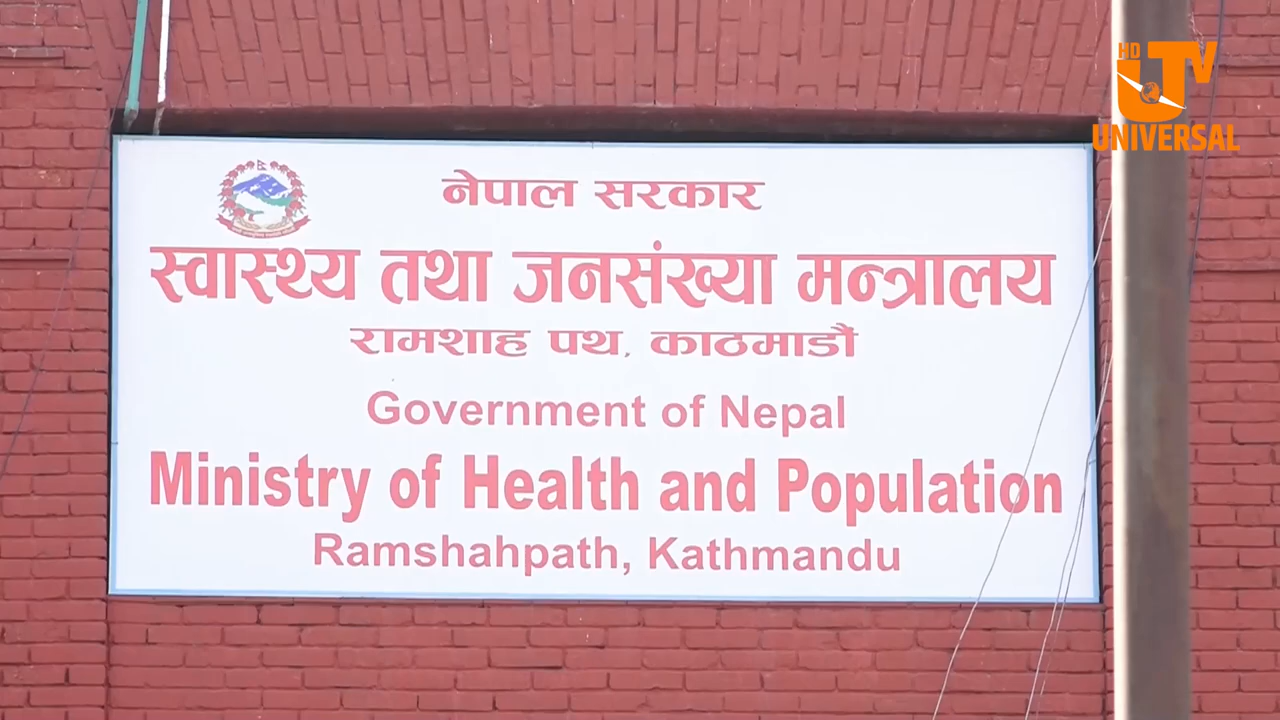 नेपाल सरकार
स्वास्थ्य तथा जनसंख्या मन्त्रालय
रामशाह पथ, काठमाडौं
Government of Nepal
Ministry of Health and Population
Ramshahpath, Kathmandu
HD
UTV
UNIVERSAL